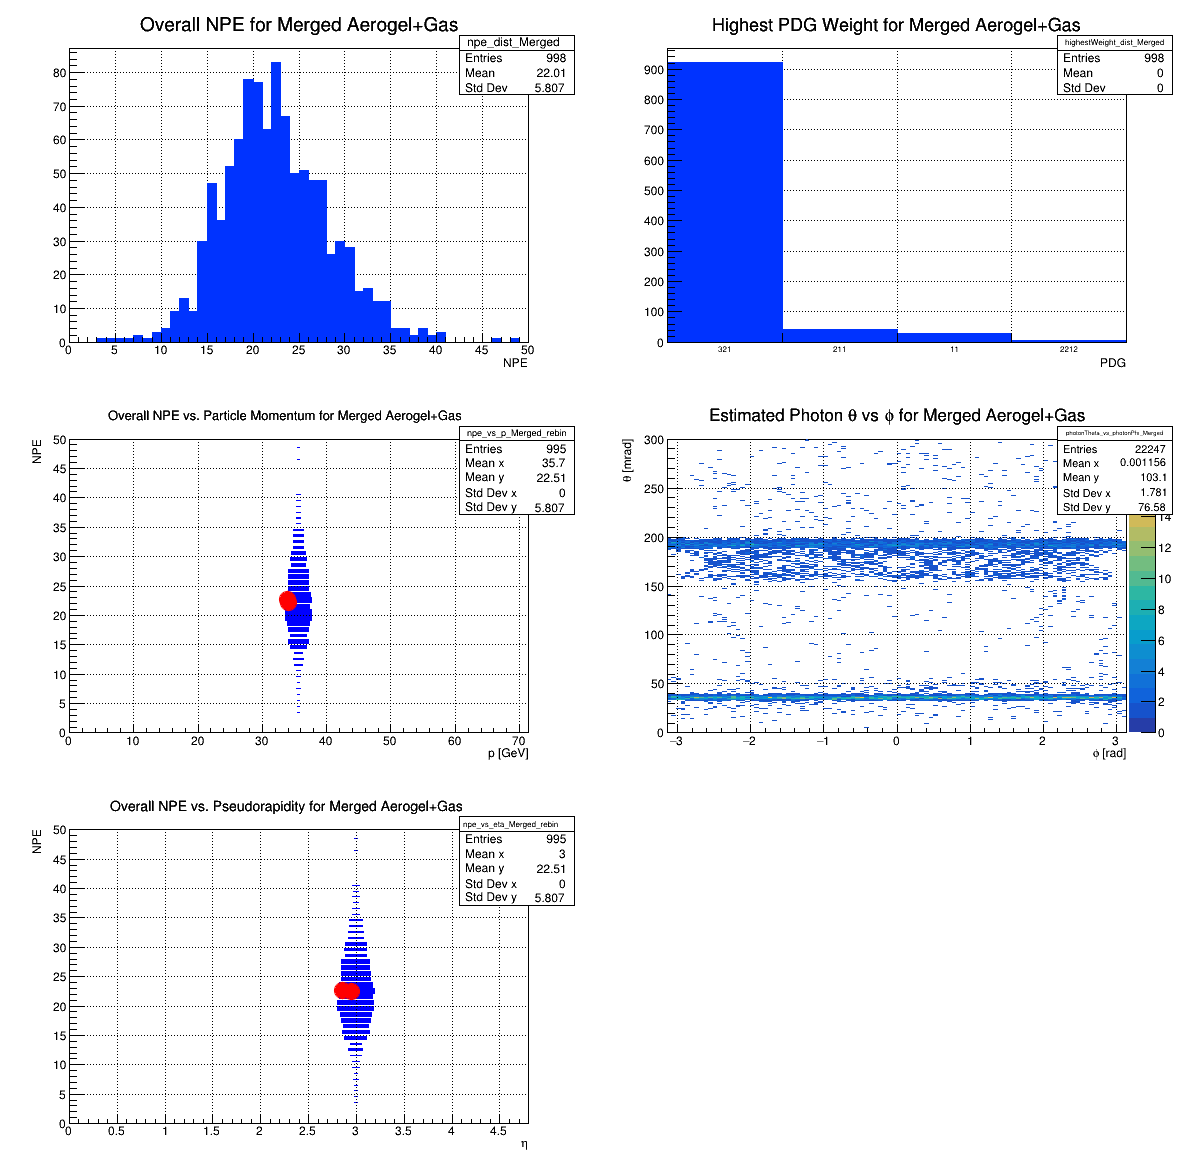 Overall NPE for Merged Aerogel+Gas
npe_dist_Merged
Entries 998
Mean 22.01
Std Dev 5.807
80
70
60
50
40
30
20
10
0
0 5 10 15 20 25 30 35 40 45 50
NPE
Highest PDG Weight for Merged Aerogel+Gas
highestWeight_dist_Merged
Entries 998
Mean 0
Std Dev 0
900
800
700
600
500
400
300
200
100
0
321 211 11 2212
PDG
Overall NPE vs. Particle Momentum for Merged Aerogel+Gas
npe_vs_p_Merged_rebin
Entries 995
Mean x 35.7
Mean y 22.51
Std Dev x 0
Std Dev y 5.807
NPE
50
45
40
35
30
25
20
15
10
5
0
0 10 20 30 40 50 60 70
p [GeV]
Estimated Photon θ vs ϕ for Merged Aerogel+Gas
photonTheta_vs_photonPhi_Merged
Entries 22247
Mean x 0.001156
Mean y 103.1
Std Dev x 1.781
Std Dev y 76.58
θ [mrad]
300
250
200
150
100
50
0
−3 −2 −1 0 1 2 3
ϕ [rad]
14
12
10
8
6
4
2
0
Overall NPE vs. Pseudorapidity for Merged Aerogel+Gas
npe_vs_eta_Merged_rebin
Entries 995
Mean x 3
Mean y 22.51
Std Dev x 0
Std Dev y 5.807
NPE
50
45
40
35
30
25
20
15
10
5
0
0 0.5 1 1.5 2 2.5 3 3.5 4 4.5
η